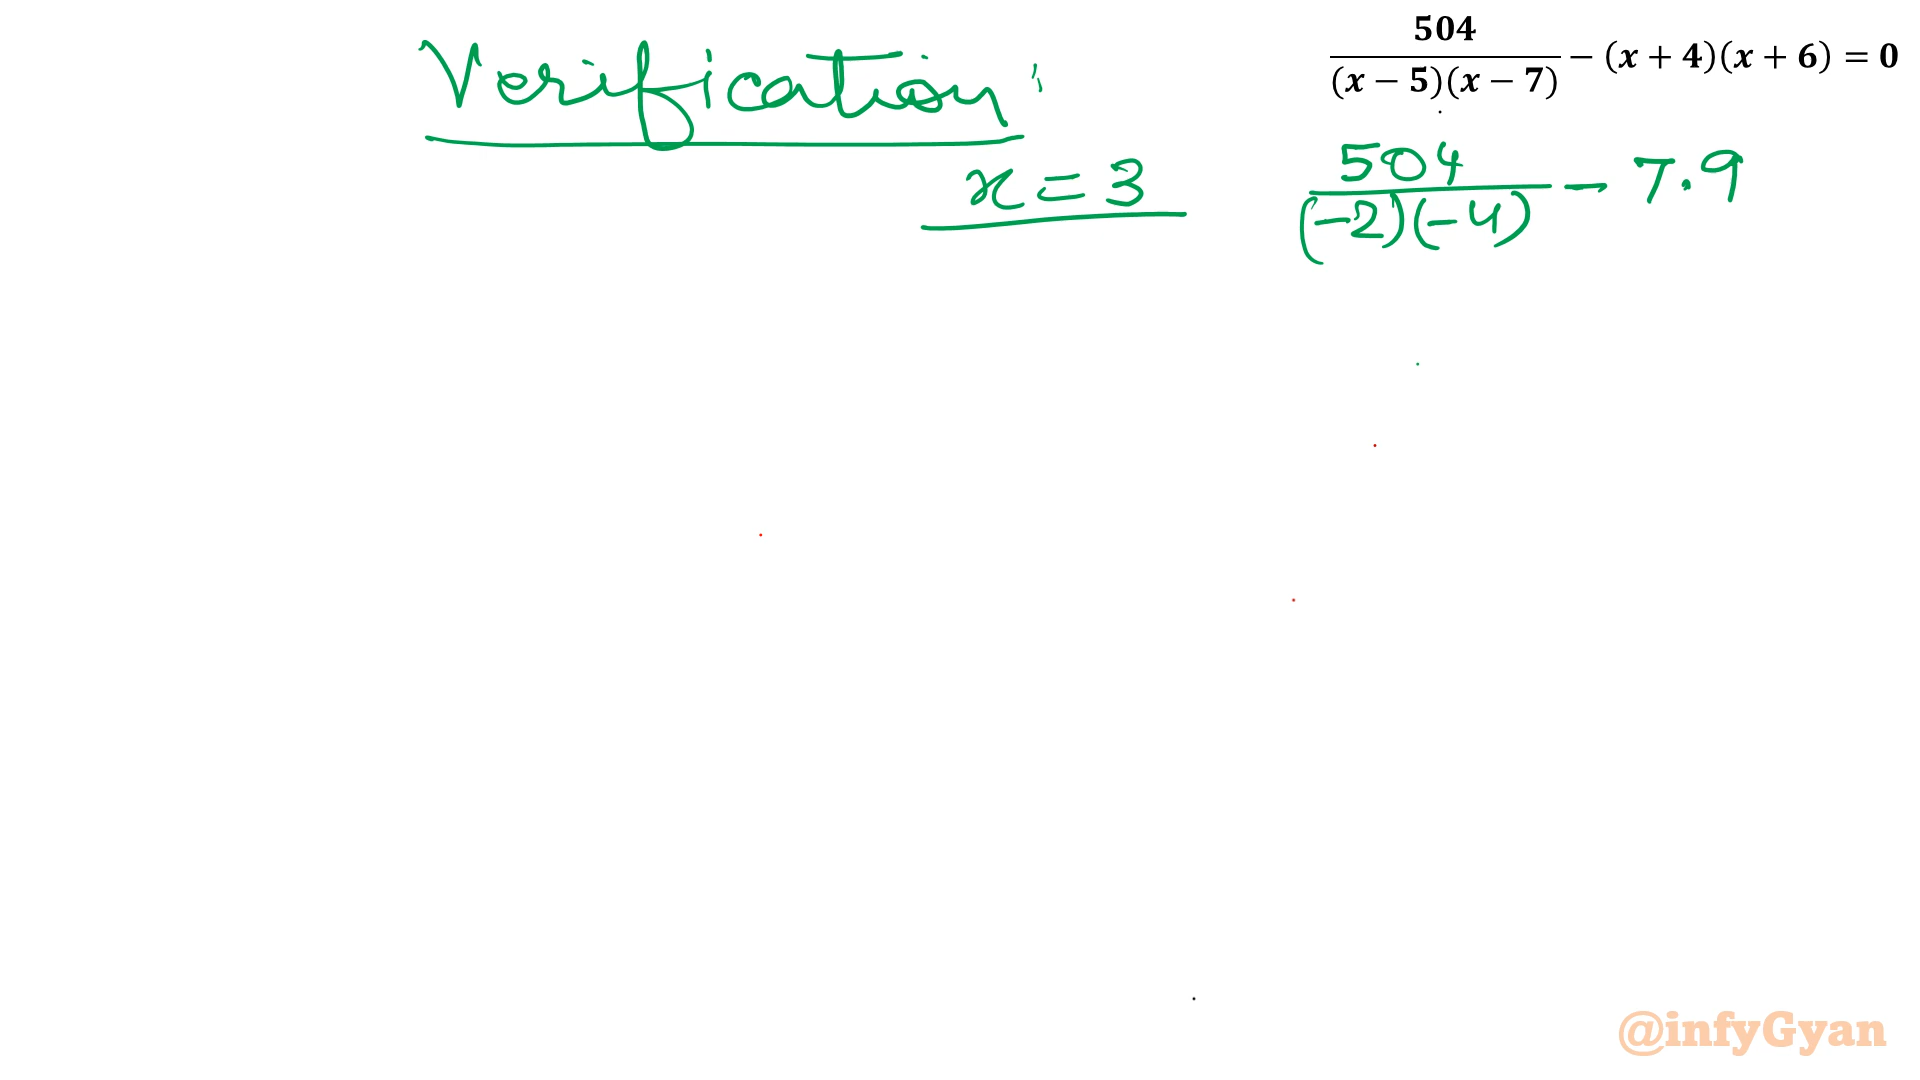 Verification:
504/((x − 5)(x − 7)) − (x + 4)(x + 6) = 0
x = 3
504/((-2)(-4)) - 7.9
@infyGyan